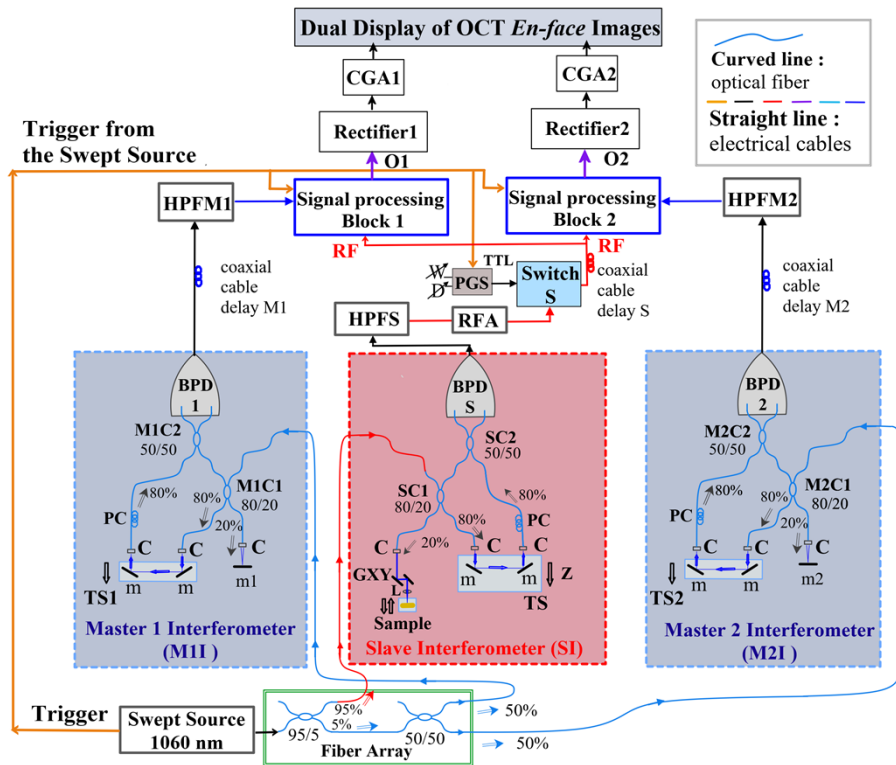 Dual Display of OCT En-face Images
CGA1
CGA2
Curved line :
optical fiber
Straight line :
electrical cables
Rectifier1
Rectifier2
Trigger from
the Swept Source
O1
O2
HPFM1
Signal processing
Block 1
Signal processing
Block 2
HPFM2
RF
RF
coaxial
cable
delay M1
W
D
PGS
TTL
Switch
S
coaxial
cable
delay S
coaxial
cable
delay M2
HPFS
RFA
BPD
1
BPD
S
BPD
2
M1C2
50/50
SC2
50/50
M2C2
50/50
M1C1
80/20
SC1
80/20
M2C1
80/20
80%
80%
20%
PC
C
C
C
m1
TS1
m
m
Master 1 Interferometer
(M1I )
80%
80%
20%
PC
C
C
C
GXY
L
Sample
m
m
Z
TS
Slave Interferometer (SI)
80%
80%
20%
PC
C
C
C
m2
TS2
m
m
Master 2 Interferometer
(M2I )
Trigger
Swept Source
1060 nm
95%
5%
95/5
50/50
Fiber Array
50%
50%